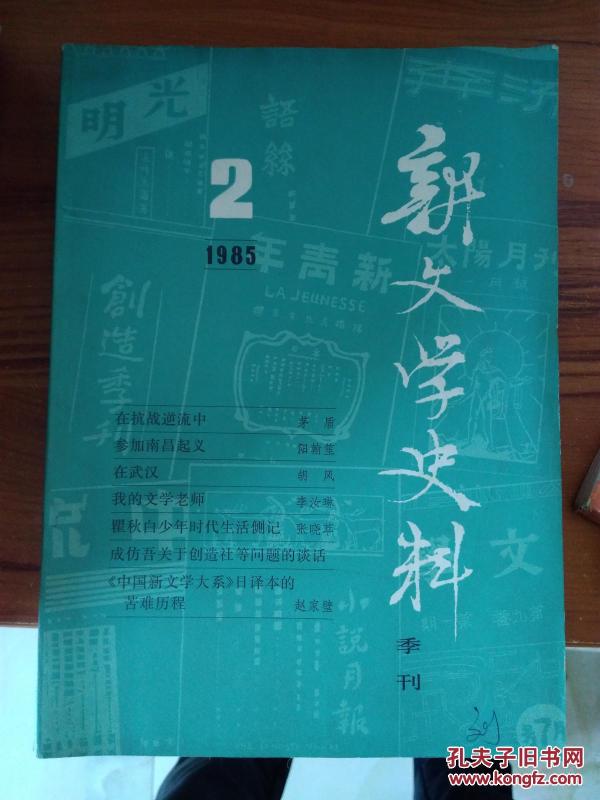 新文学史料
季刊
2
1985
在抗战逆流中 茅盾
参加南昌起义 阳翰笙
在武汉 胡风
我的文学老师 李汝琳
瞿秋白少年时代生活侧记 张晓萃
成仿吾关于创造社等问题的谈话
《中国新文学大系》日译本的
苦难历程 赵家璧
明光
語絲
年青新
LA JEUNESSE
太陽月刊
創造季刊
小說月報
刘
孔夫子旧书网
www.kongfz.com